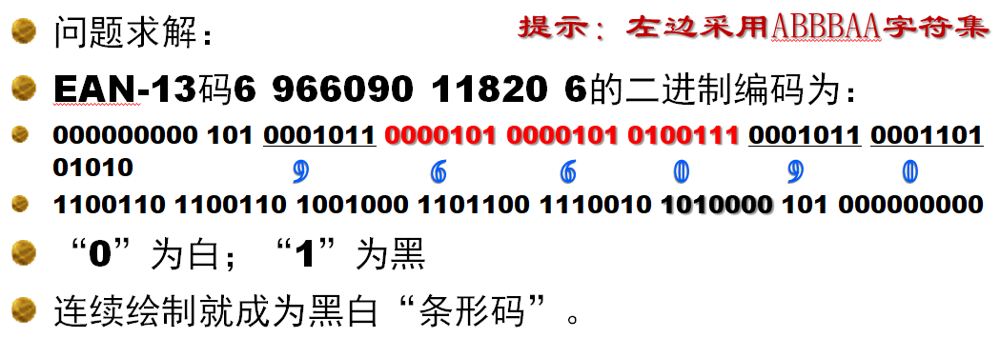 问题求解：
提示：左边采用ABBBAA字符集
EAN-13码6 966090 11820 6的二进制编码为：
000000000 101 0001011 0000101 0000101 0100111 0001011 0001101
01010
9 6 6 0 9 0
1100110 1100110 1001000 1101100 1110010 1010000 101 000000000
“0”为白；“1”为黑
连续绘制就成为黑白“条形码”。